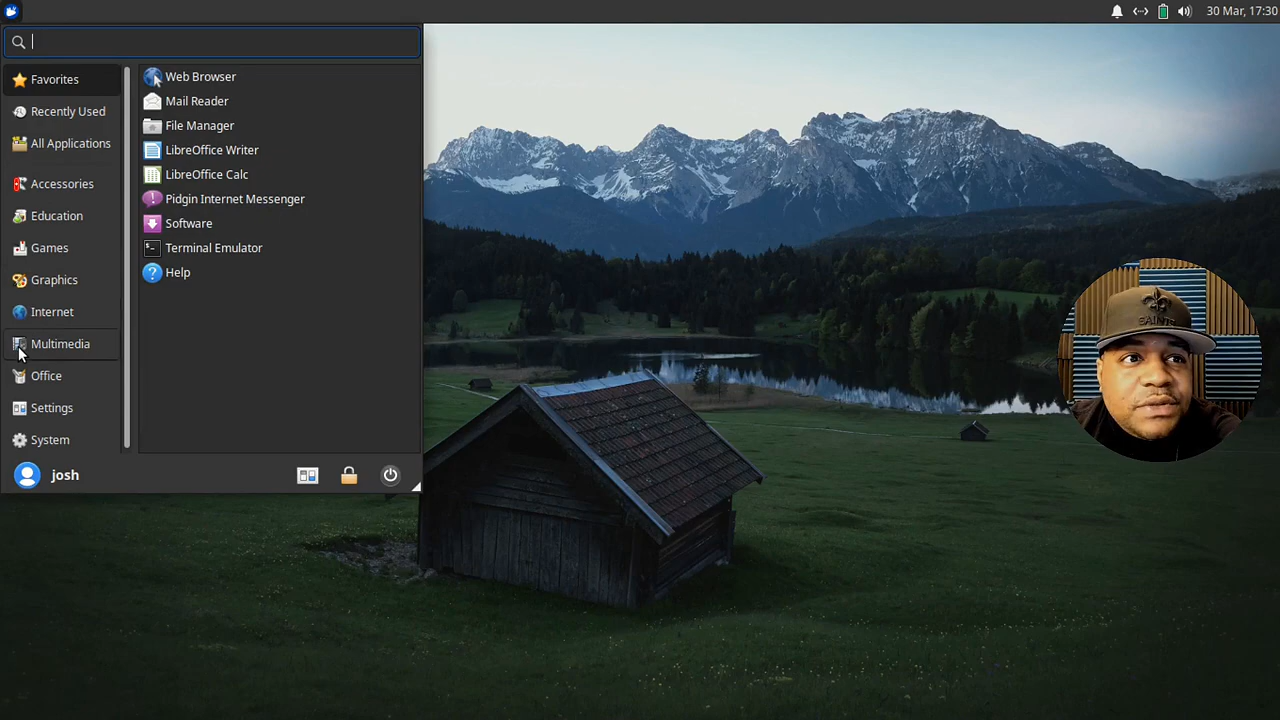 30 Mar, 17:30
Favorites
Recently Used
All Applications
Accessories
Education
Games
Graphics
Internet
Multimedia
Office
Settings
System
Web Browser
Mail Reader
File Manager
LibreOffice Writer
LibreOffice Calc
Pidgin Internet Messenger
Software
Terminal Emulator
Help
josh
SAINTS